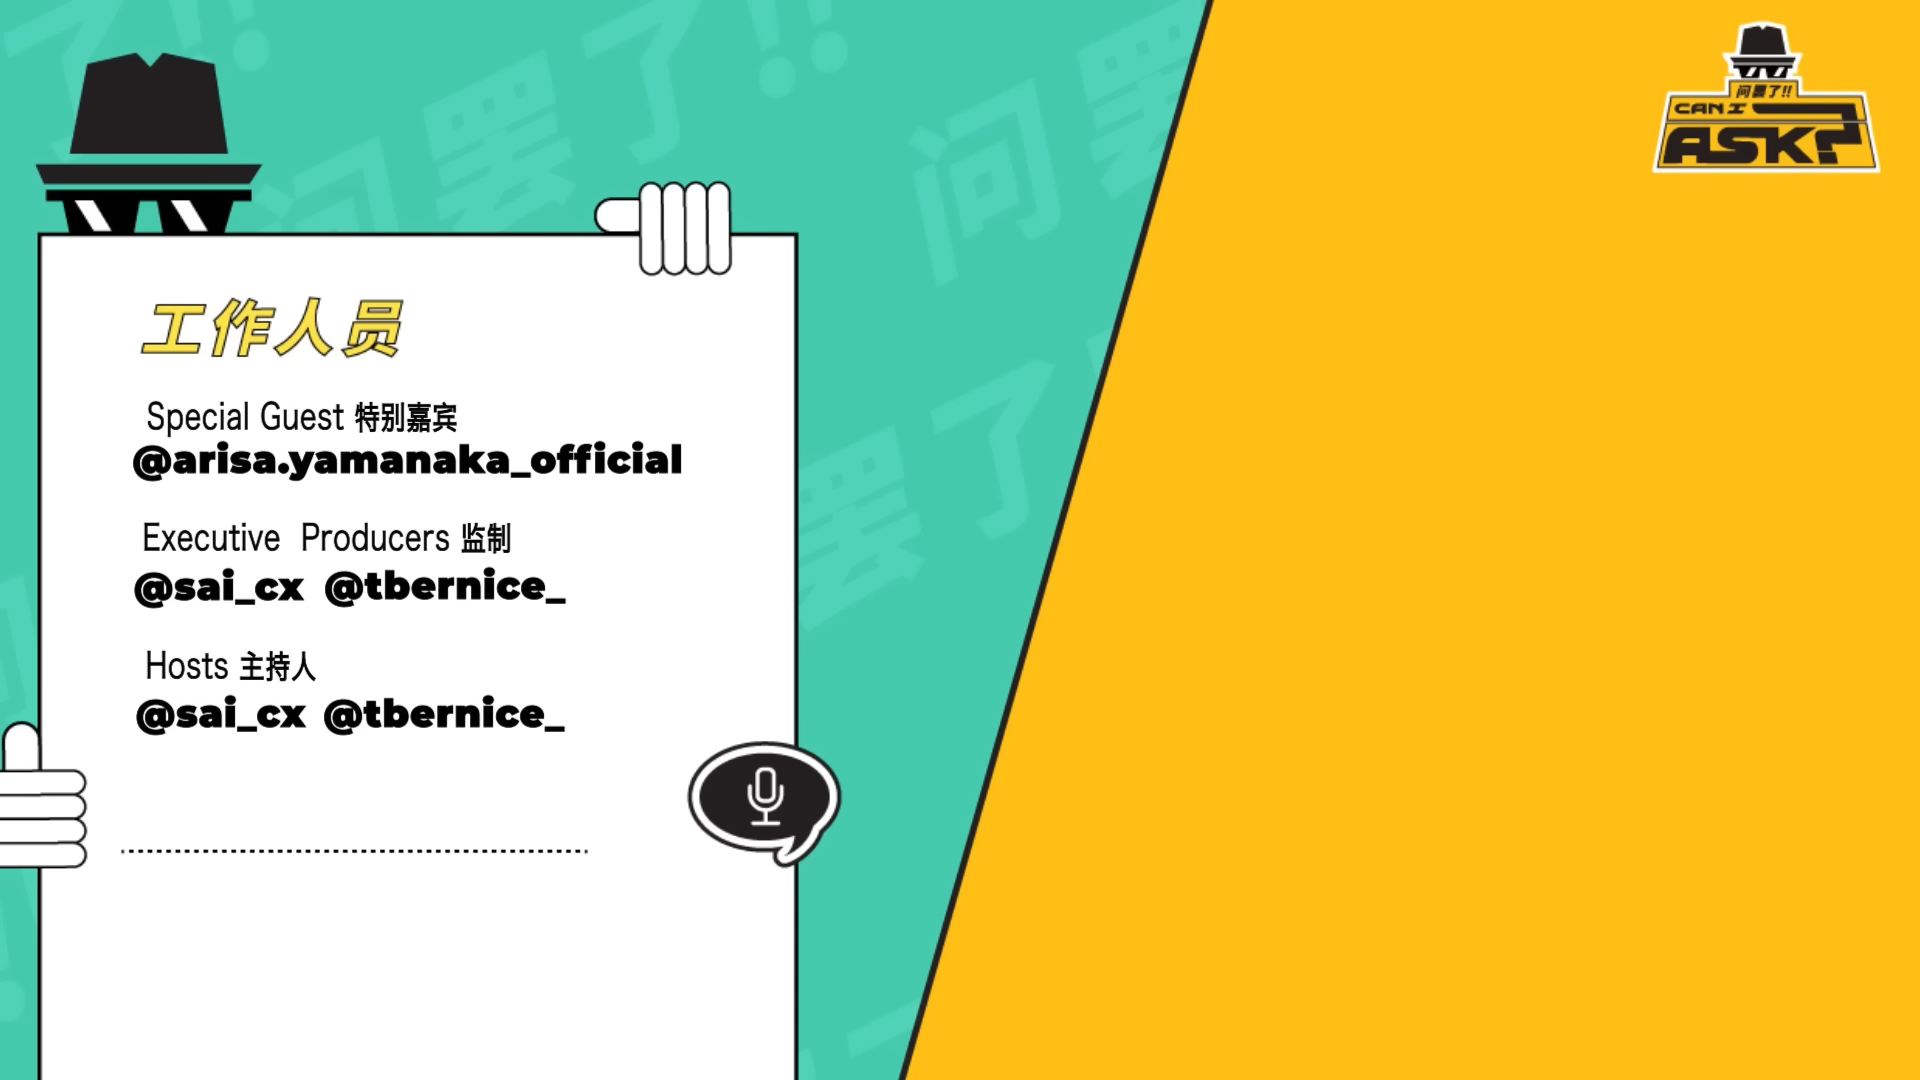 问罢了!!
CAN I
ASK?
工作人员
Special Guest 特别嘉宾
@arisa.yamanaka_official
Executive Producers 监制
@sai_cx @tbernice_
Hosts 主持人
@sai_cx @tbernice_